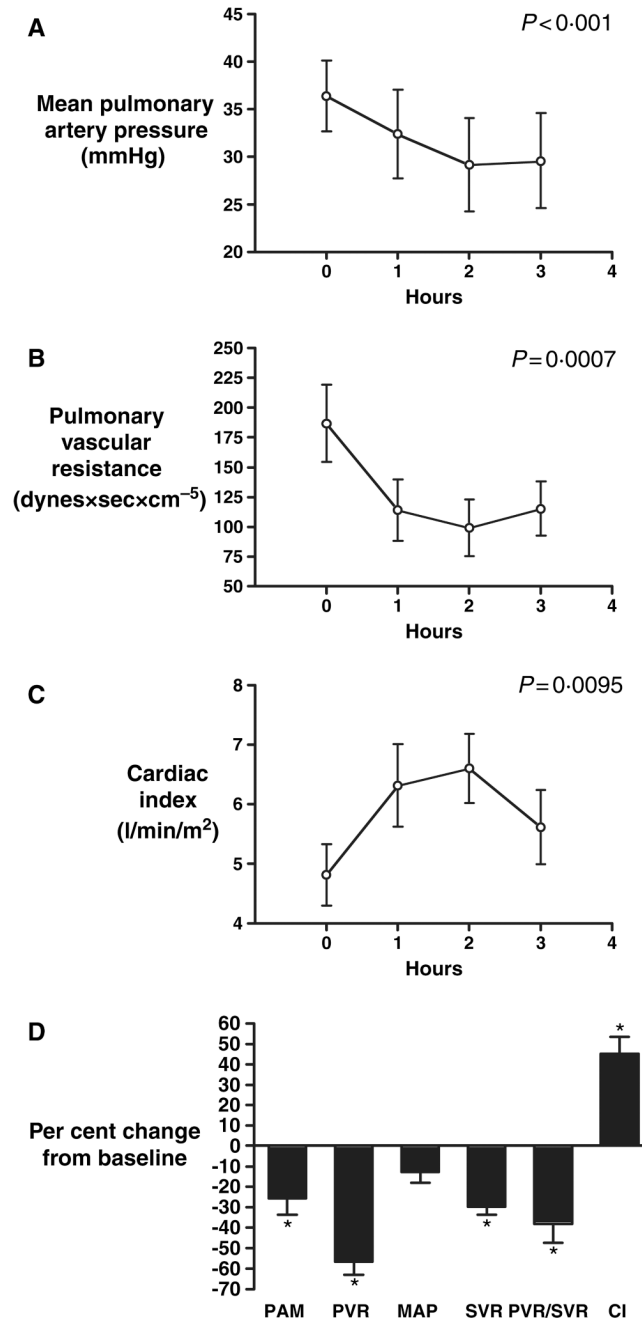 A
P<0·001
Mean pulmonary
artery pressure
(mmHg)
45
40
35
30
25
20
0 1 2 3 4
Hours
B
P=0·0007
Pulmonary
vascular
resistance
(dynes×sec×cm⁻⁵)
250
225
200
175
150
125
100
75
50
0 1 2 3 4
Hours
C
P=0·0095
Cardiac
index
(l/min/m²)
8
7
6
5
4
0 1 2 3 4
Hours
D
Per cent change
from baseline
60
50
40
30
20
10
0
-10
-20
-30
-40
-50
-60
-70
*
*
*
*
*
PAM PVR MAP SVR PVR/SVR CI